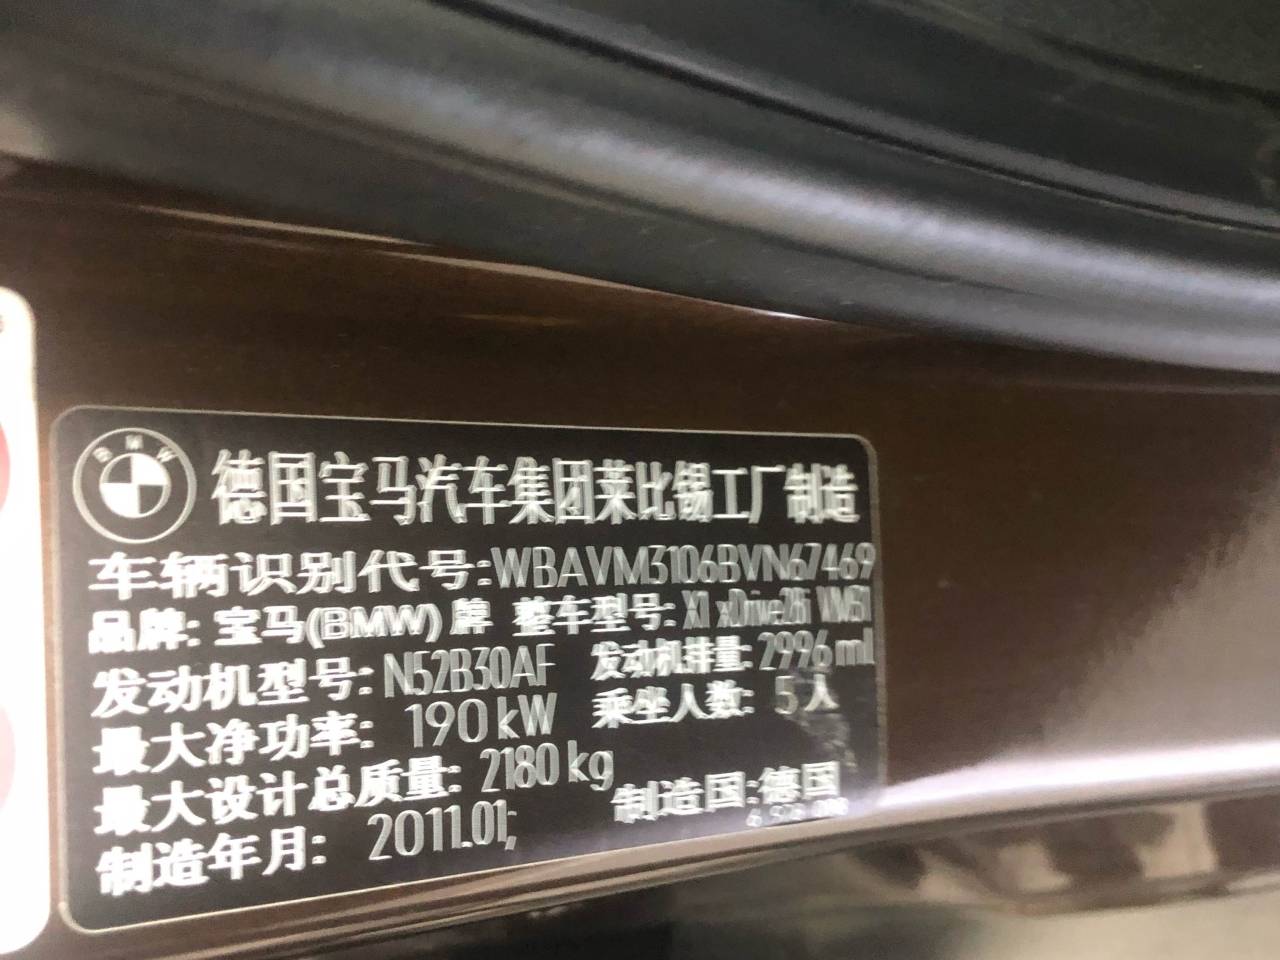 BMW
德国宝马汽车集团莱比锡工厂制造
车辆识别代号:WBAVM3106BVN67469
品牌: 宝马(BMW)牌 整车型号: X1 xDrive28i VM51
发动机型号: N52B30AF 发动机排量: 2996 ml
最大净功率: 190 kW 乘坐人数: 5人
最大设计总质量: 2180 kg
制造年月: 2011.01; 制造国:德国